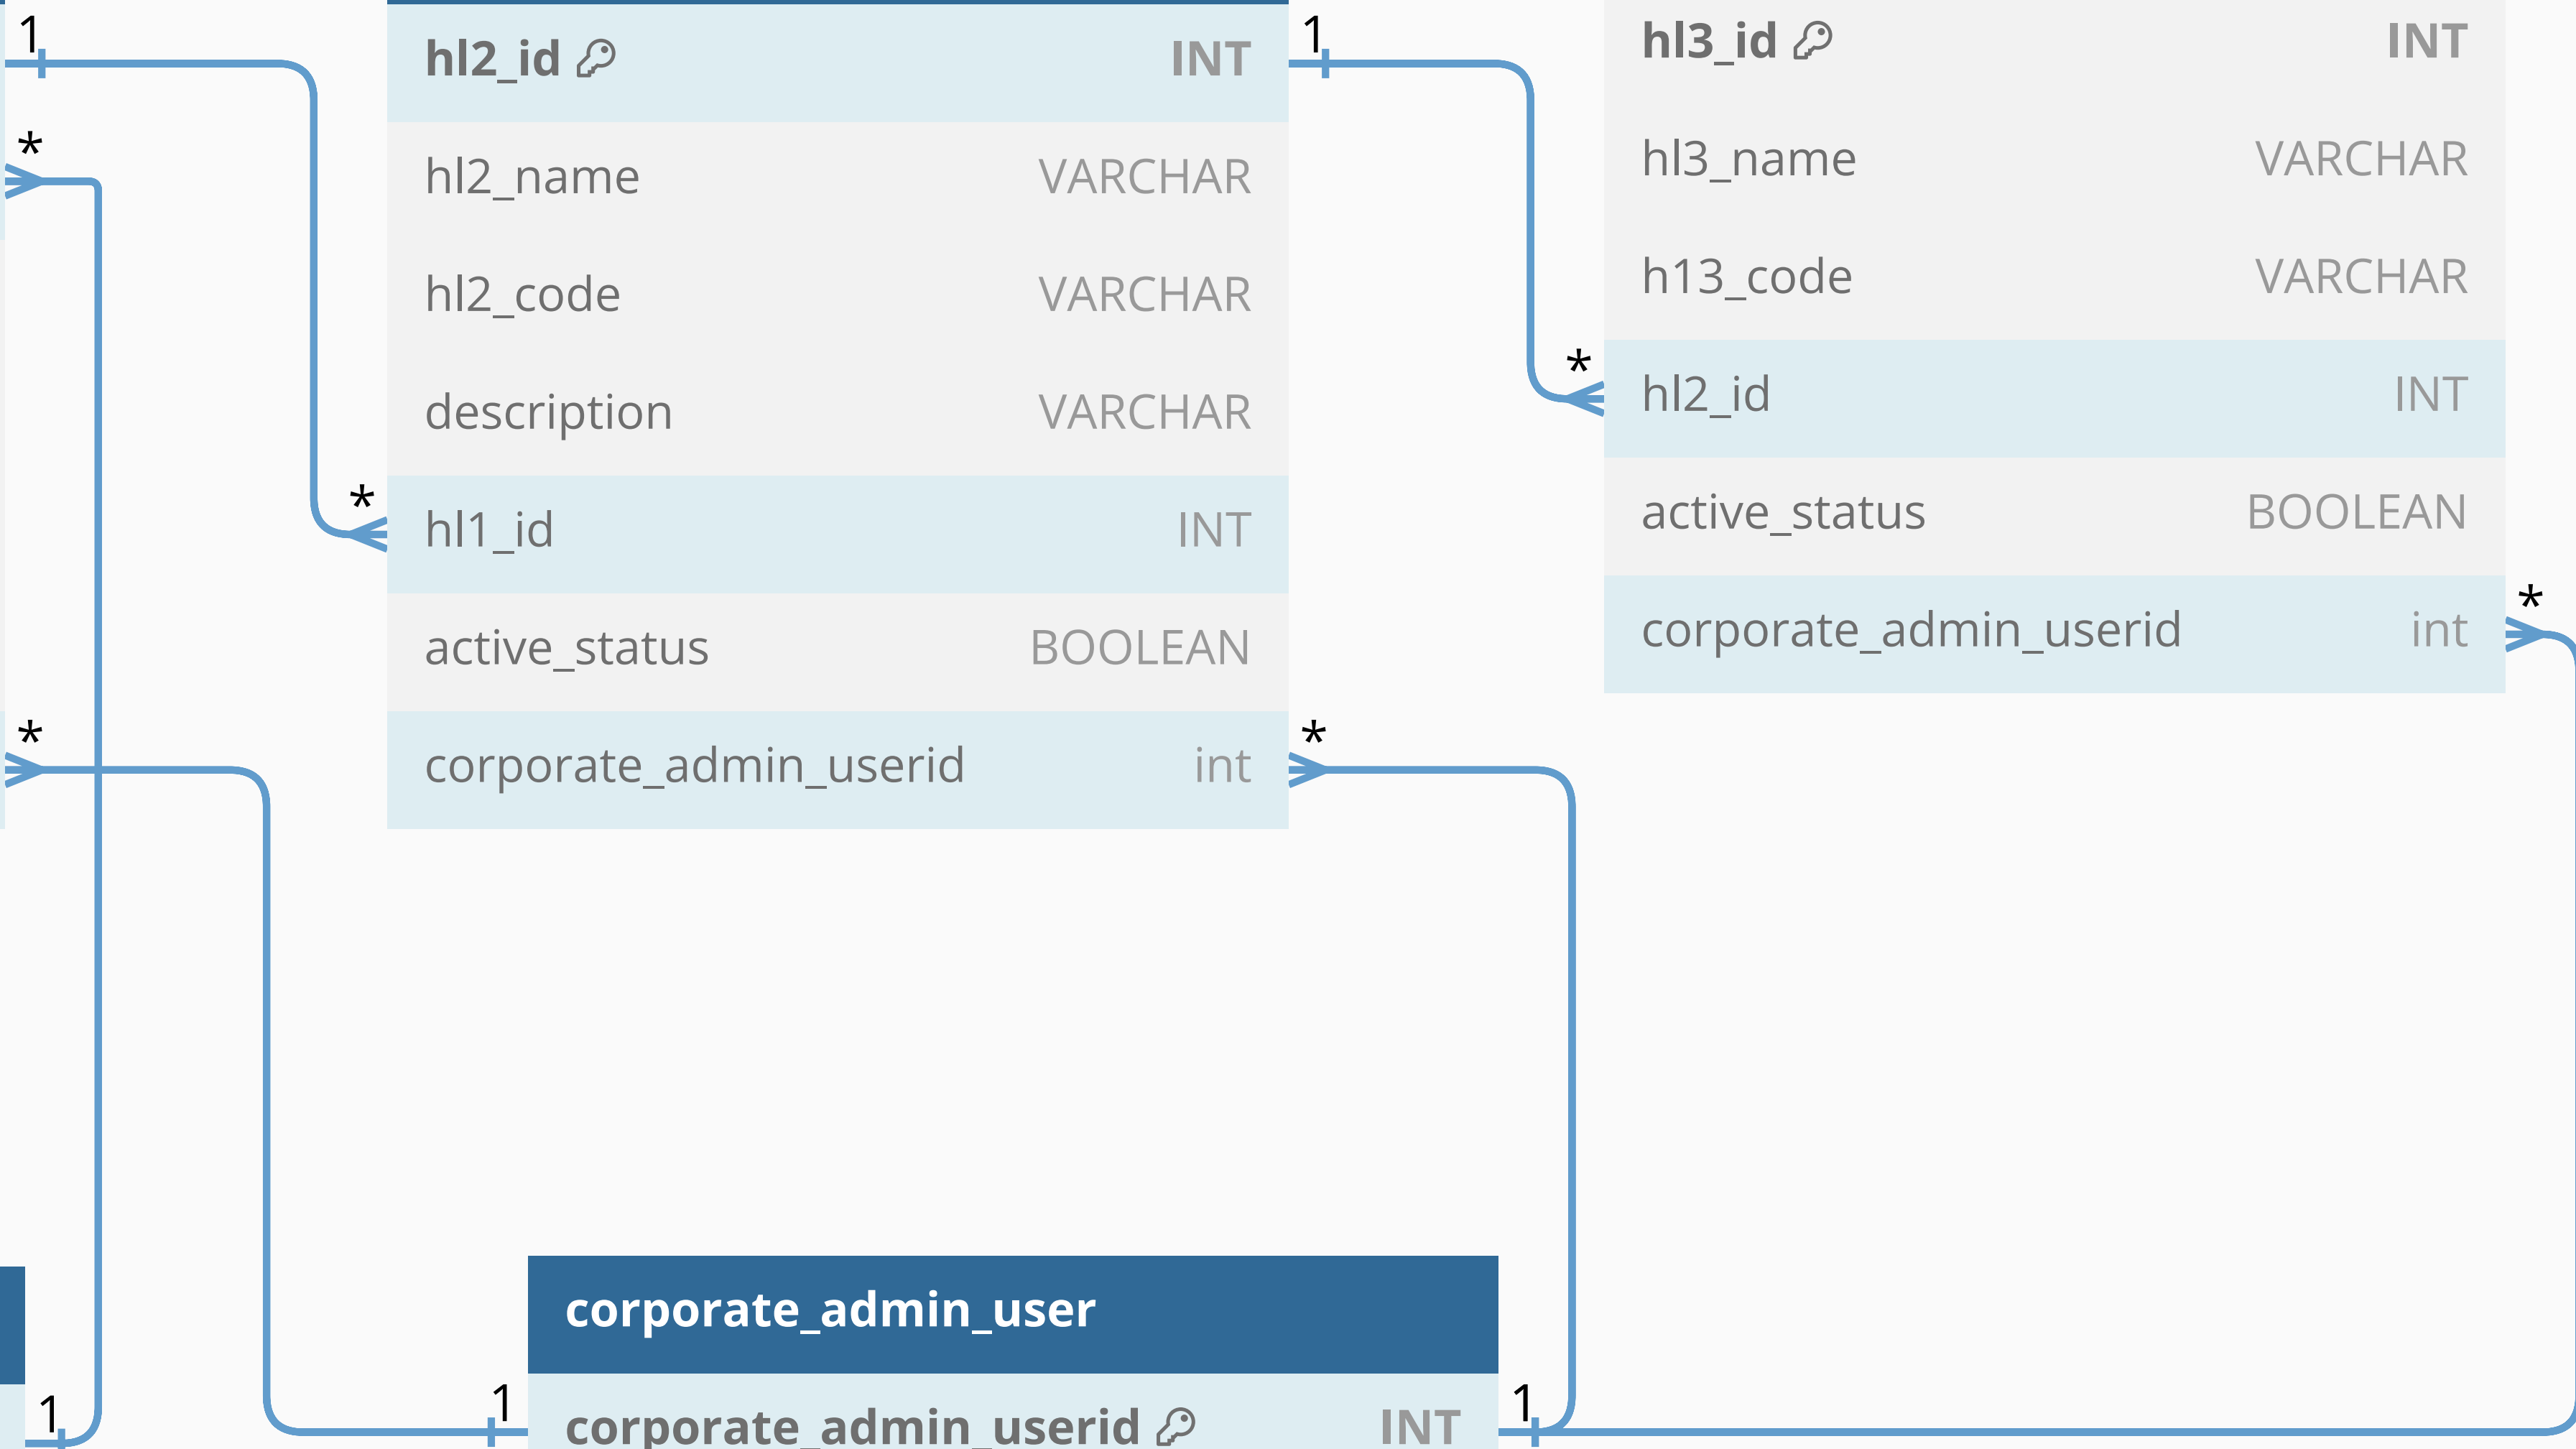 1
*
*
1
hl2_id INT
hl2_name VARCHAR
hl2_code VARCHAR
description VARCHAR
* hl1_id INT
active_status BOOLEAN
corporate_admin_userid int
1
*
hl3_id INT
hl3_name VARCHAR
h13_code VARCHAR
* hl2_id INT
active_status BOOLEAN
corporate_admin_userid int
*
corporate_admin_user
1 corporate_admin_userid INT 1